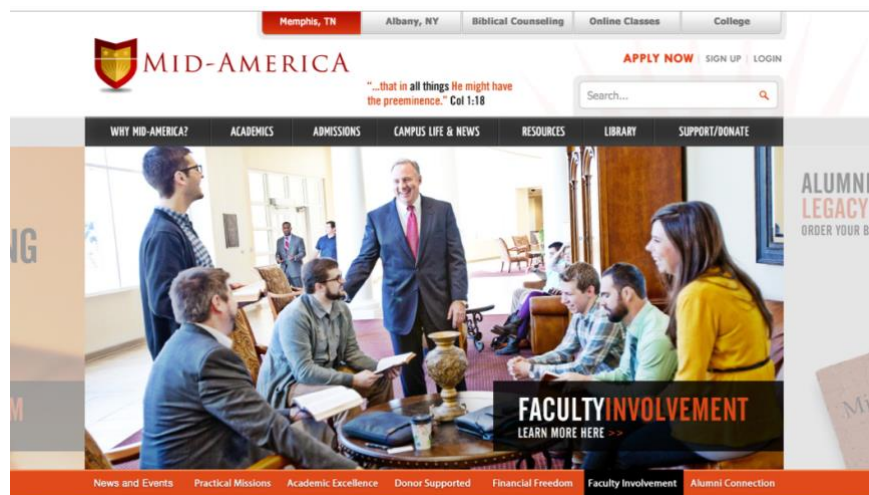 Memphis, TN
Albany, NY
Biblical Counseling
Online Classes
College
MID-AMERICA
APPLY NOW | SIGN UP | LOGIN
"...that in all things He might have
the preeminence." Col 1:18
Search...
WHY MID-AMERICA?
ACADEMICS
ADMISSIONS
CAMPUS LIFE & NEWS
RESOURCES
LIBRARY
SUPPORT/DONATE
NG
ALUMNI
LEGACY
ORDER YOUR B
M
FACULTYINVOLVEMENT
LEARN MORE HERE >>
News and Events
Practical Missions
Academic Excellence
Donor Supported
Financial Freedom
Faculty Involvement
Alumni Connection